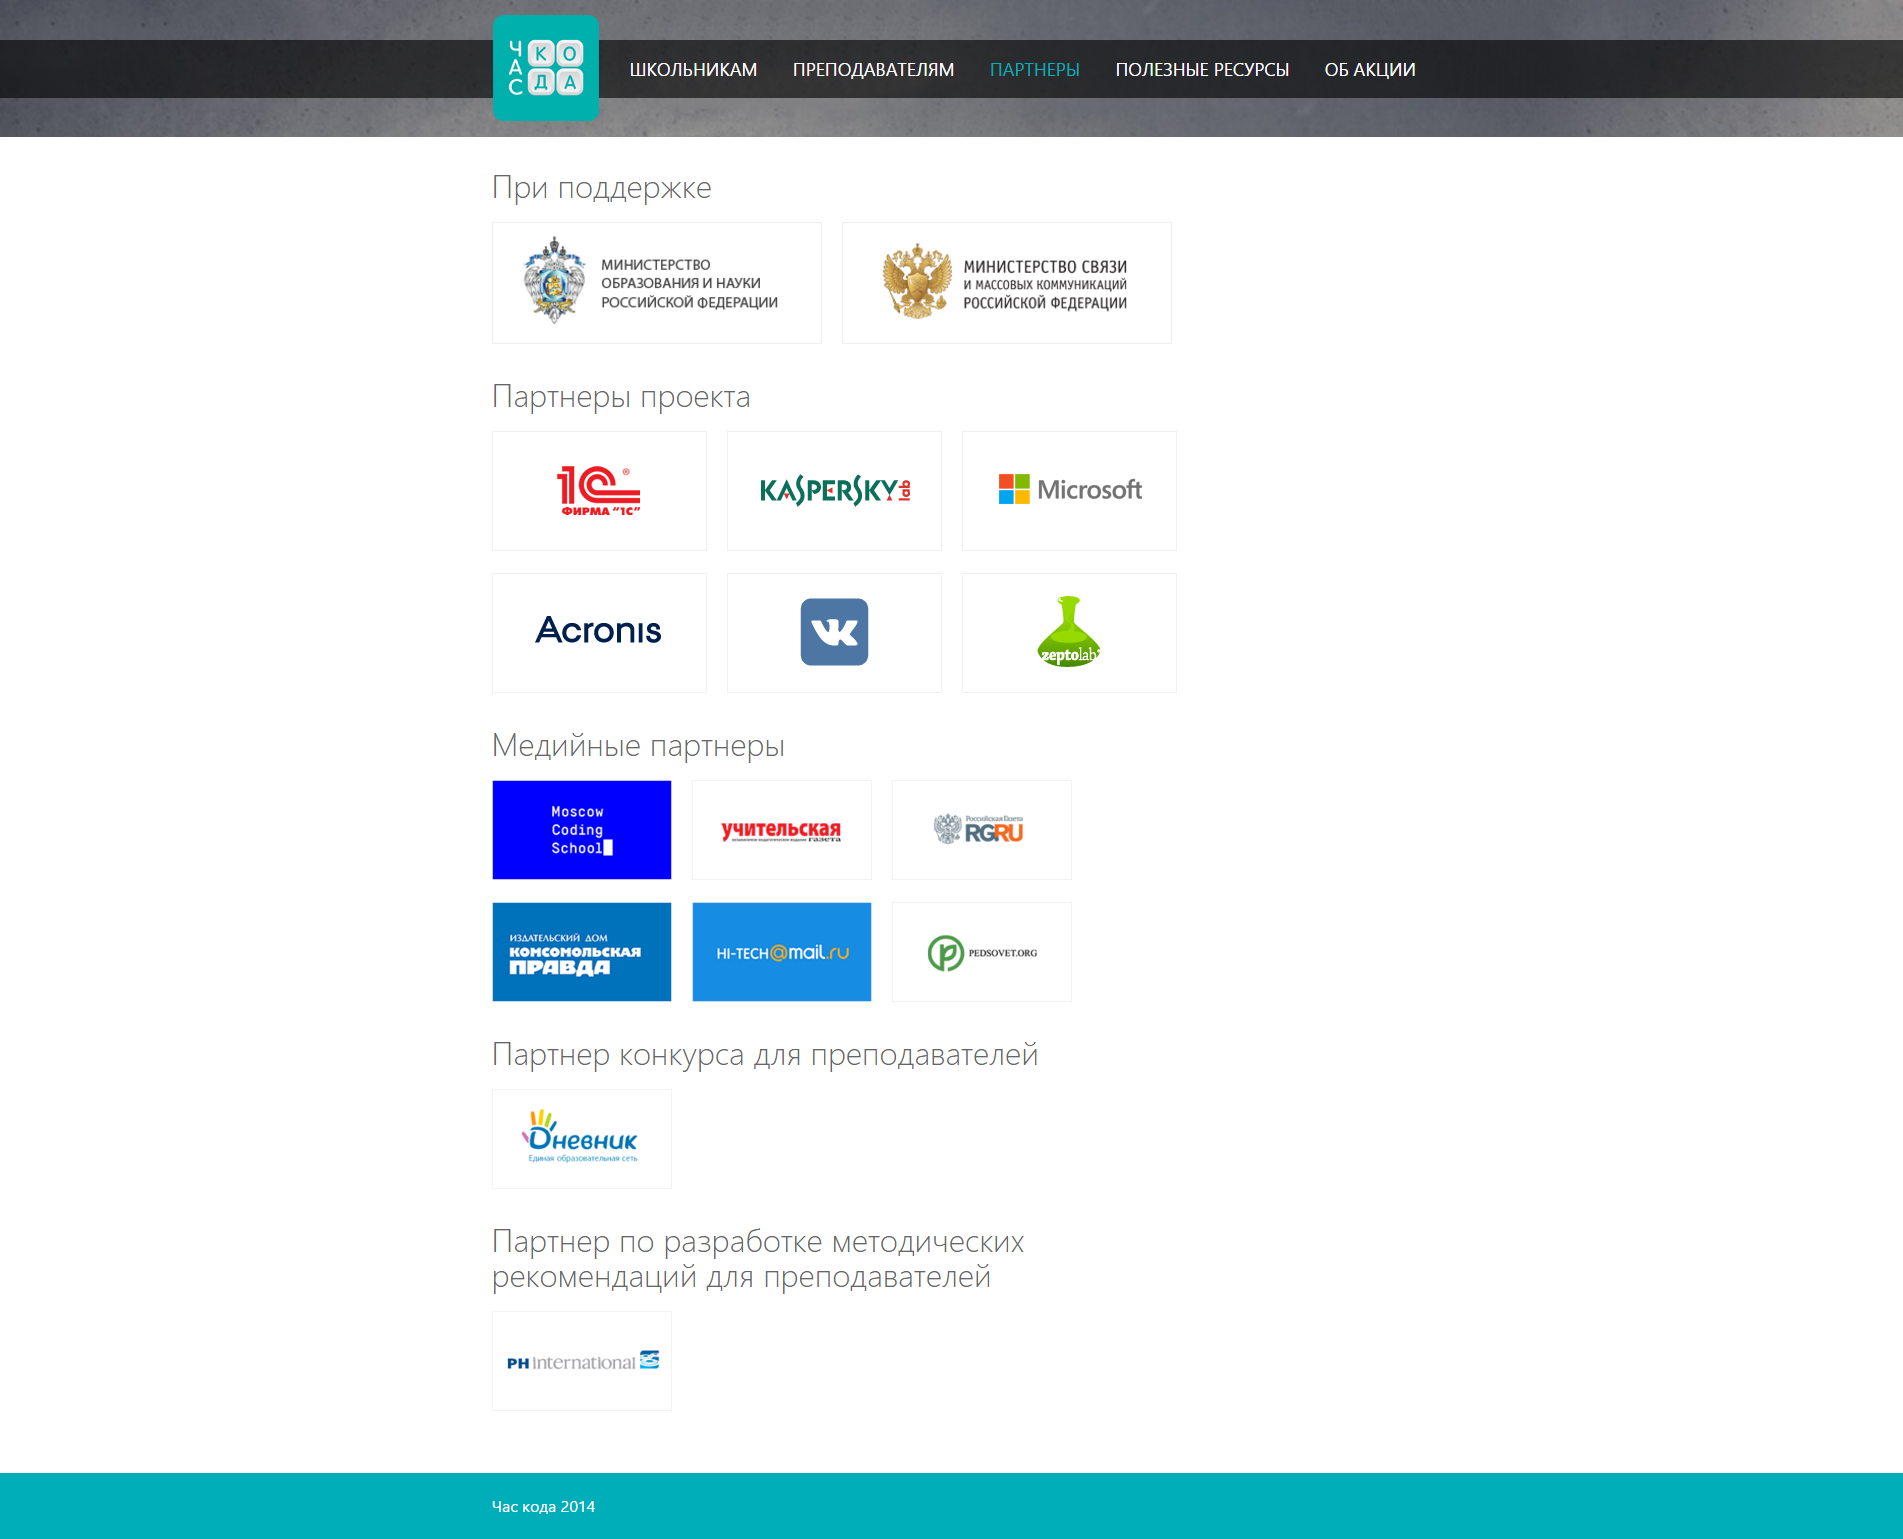 ЧАС
КОДА
ШКОЛЬНИКАМ ПРЕПОДАВАТЕЛЯМ ПАРТНЕРЫ ПОЛЕЗНЫЕ РЕСУРСЫ ОБ АКЦИИ
При поддержке
МИНИСТЕРСТВО
ОБРАЗОВАНИЯ И НАУКИ
РОССИЙСКОЙ ФЕДЕРАЦИИ
МИНИСТЕРСТВО СВЯЗИ
И МАССОВЫХ КОММУНИКАЦИЙ
РОССИЙСКОЙ ФЕДЕРАЦИИ
Партнеры проекта
1С®
ФИРМА "1С"
KASPERSKY lab
Microsoft
Acronis
VK
zeptolab
Медийные партнеры
Moscow
Coding
School
УЧИТЕЛЬСКАЯ
газета
Российская Газета
RGRU
ИЗДАТЕЛЬСКИЙ ДОМ
КОМСОМОЛЬСКАЯ
ПРАВДА
HI-TECH@mail.ru
PEDSOVET.ORG
Партнер конкурса для преподавателей
Дневник
Единая образовательная сеть
Партнер по разработке методических
рекомендаций для преподавателей
PH international
Час кода 2014